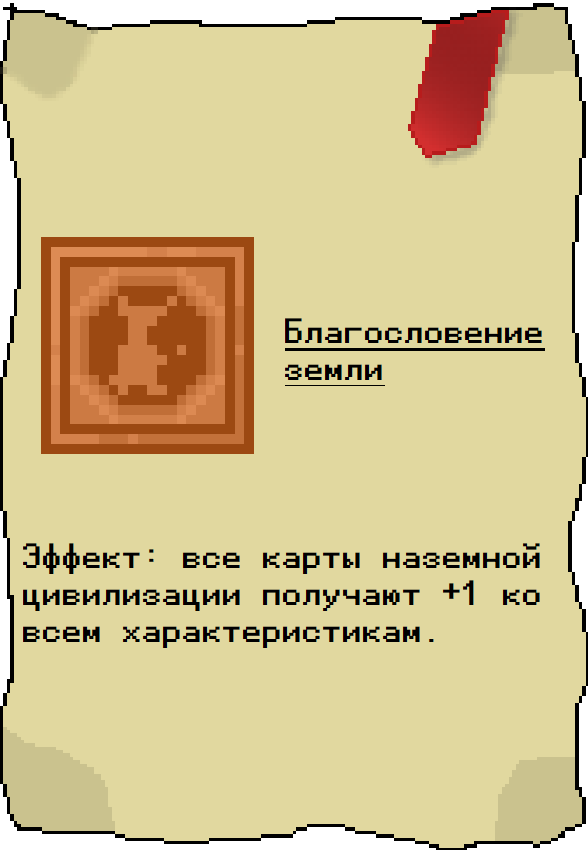 Благословение
земли
Эффект: все карты наземной
цивилизации получают +1 ко
всем характеристикам.